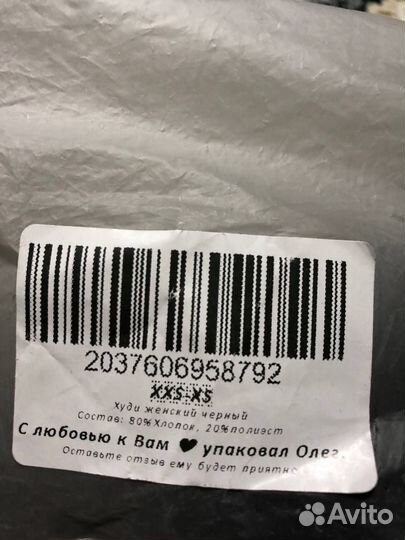 2037606958792
XXS-XS
Худи женский черный
Состав: 80%Хлопок, 20%полиэст
С любовью к Вам ❤ упаковал Олег.
Оставьте отзыв ему будет приятно
Avito